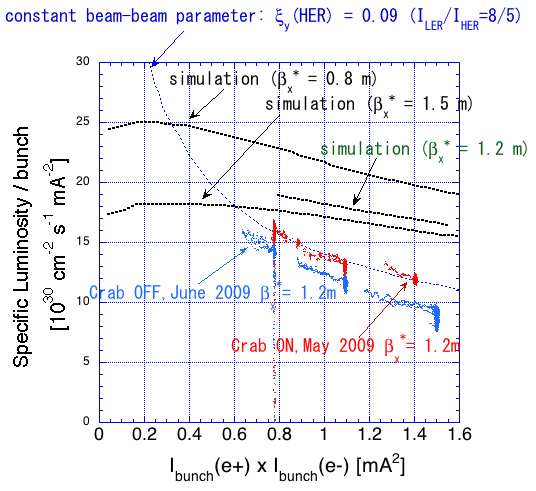 constant beam-beam parameter: ξy(HER) = 0.09 (ILER/IHER=8/5)
30
simulation (βx* = 0.8 m)
25
simulation (βx* = 1.5 m)
simulation (βx* = 1.2 m)
20
15
10
5
0
Specific Luminosity / bunch
[10^30 cm^-2 s^-1 mA^-2]
Crab OFF, June 2009 β*= 1.2m
Crab ON, May 2009 βx*= 1.2m
0 0.2 0.4 0.6 0.8 1 1.2 1.4 1.6
Ibunch(e+) x Ibunch(e-) [mA²]